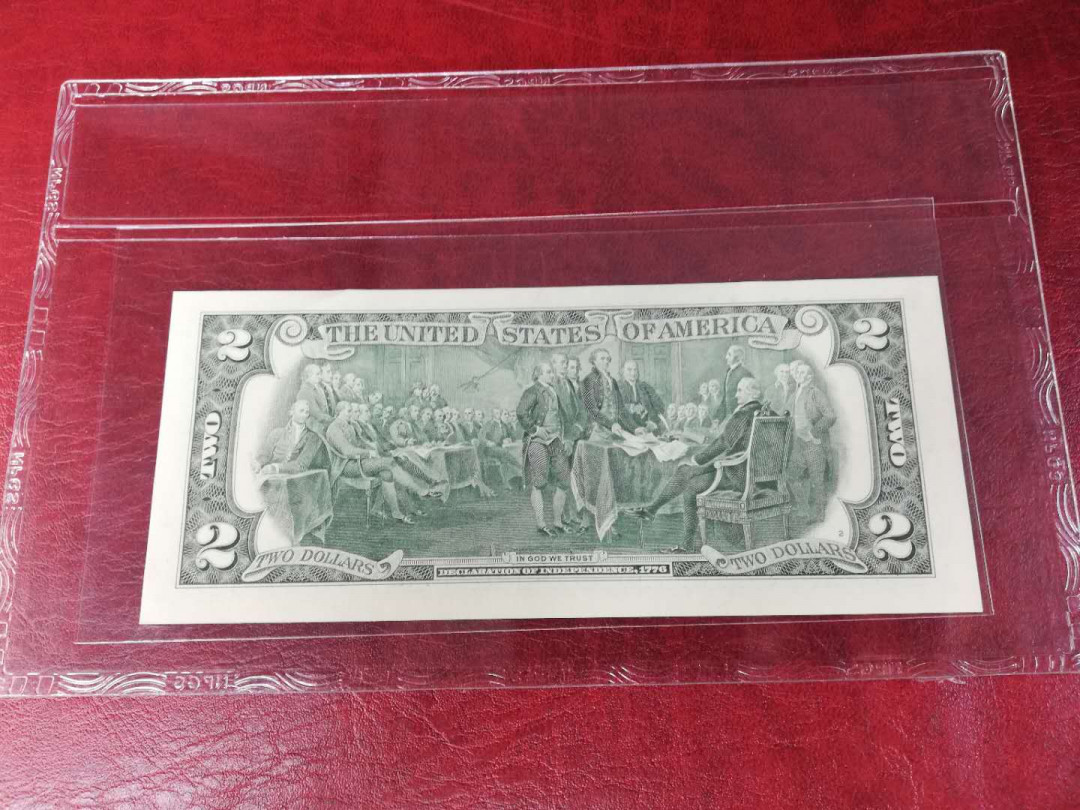 THE UNITED STATES OF AMERICA
2
2
TWO
TWO
2
2
TWO DOLLARS
IN GOD WE TRUST
TWO DOLLARS
DECLARATION OF INDEPENDENCE, 1776